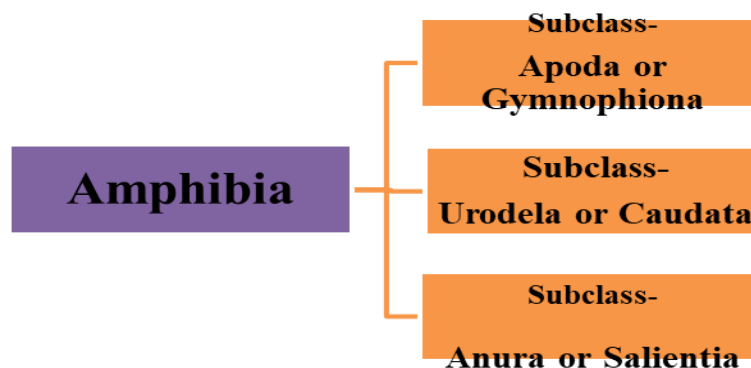 Amphibia
Subclass-
Apoda or
Gymnophiona
Subclass-
Urodela or Caudata
Subclass-
Anura or Salientia